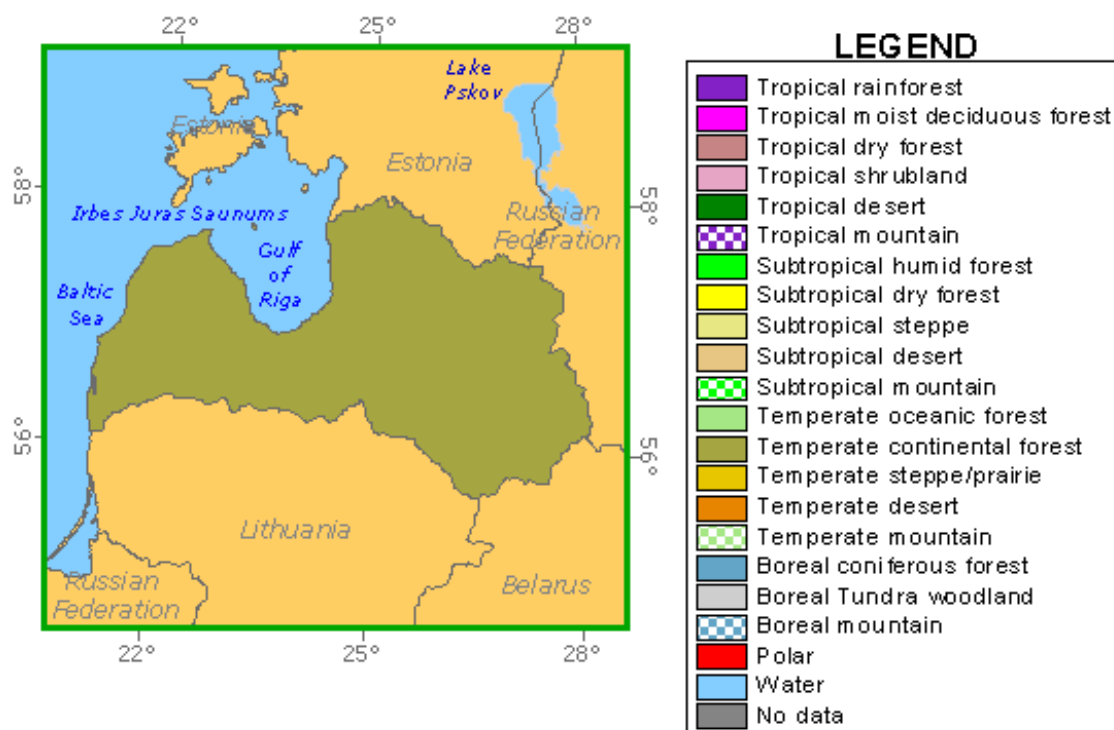 22°
25°
28°
LEGEND
Lake
Pskov
Estonia
Estonia
58°
Irbes Juras Saunums
58°
Russian
Federation
Gulf
of
Riga
Baltic
Sea
56°
56°
Lithuania
Belarus
Russian
Federation
22°
25°
28°
Tropical rainforest
Tropical moist deciduous forest
Tropical dry forest
Tropical shrubland
Tropical desert
Tropical mountain
Subtropical humid forest
Subtropical dry forest
Subtropical steppe
Subtropical desert
Subtropical mountain
Temperate oceanic forest
Temperate continental forest
Temperate steppe/prairie
Temperate desert
Temperate mountain
Boreal coniferous forest
Boreal Tundra woodland
Boreal mountain
Polar
Water
No data